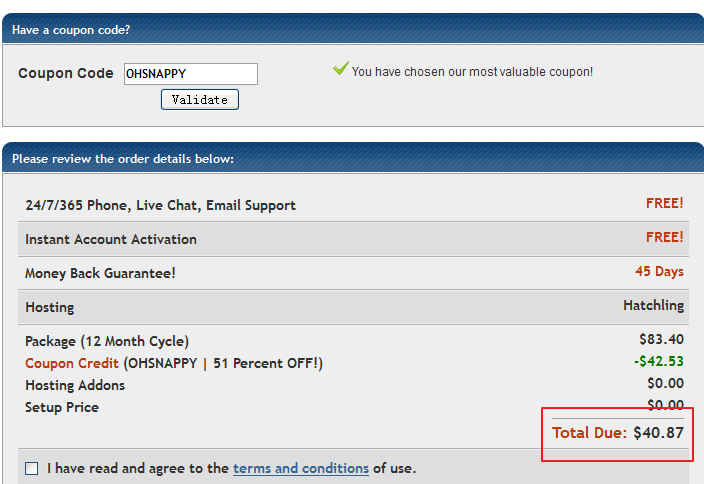 Have a coupon code?
Coupon Code OHSNAPPY You have chosen our most valuable coupon!
Validate
Please review the order details below:
24/7/365 Phone, Live Chat, Email Support FREE!
Instant Account Activation FREE!
Money Back Guarantee! 45 Days
Hosting Hatchling
Package (12 Month Cycle) $83.40
Coupon Credit (OHSNAPPY | 51 Percent OFF!) -$42.53
Hosting Addons $0.00
Setup Price $0.00
Total Due: $40.87
I have read and agree to the terms and conditions of use.